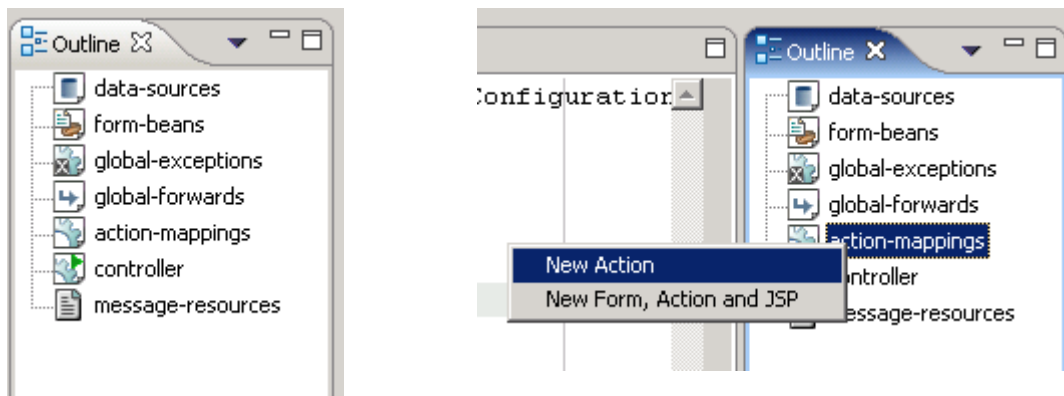 Outline
data-sources
form-beans
global-exceptions
global-forwards
action-mappings
controller
message-resources
Configuration
New Action
New Form, Action and JSP
Outline
data-sources
form-beans
global-exceptions
global-forwards
action-mappings
ontroller
essage-resources